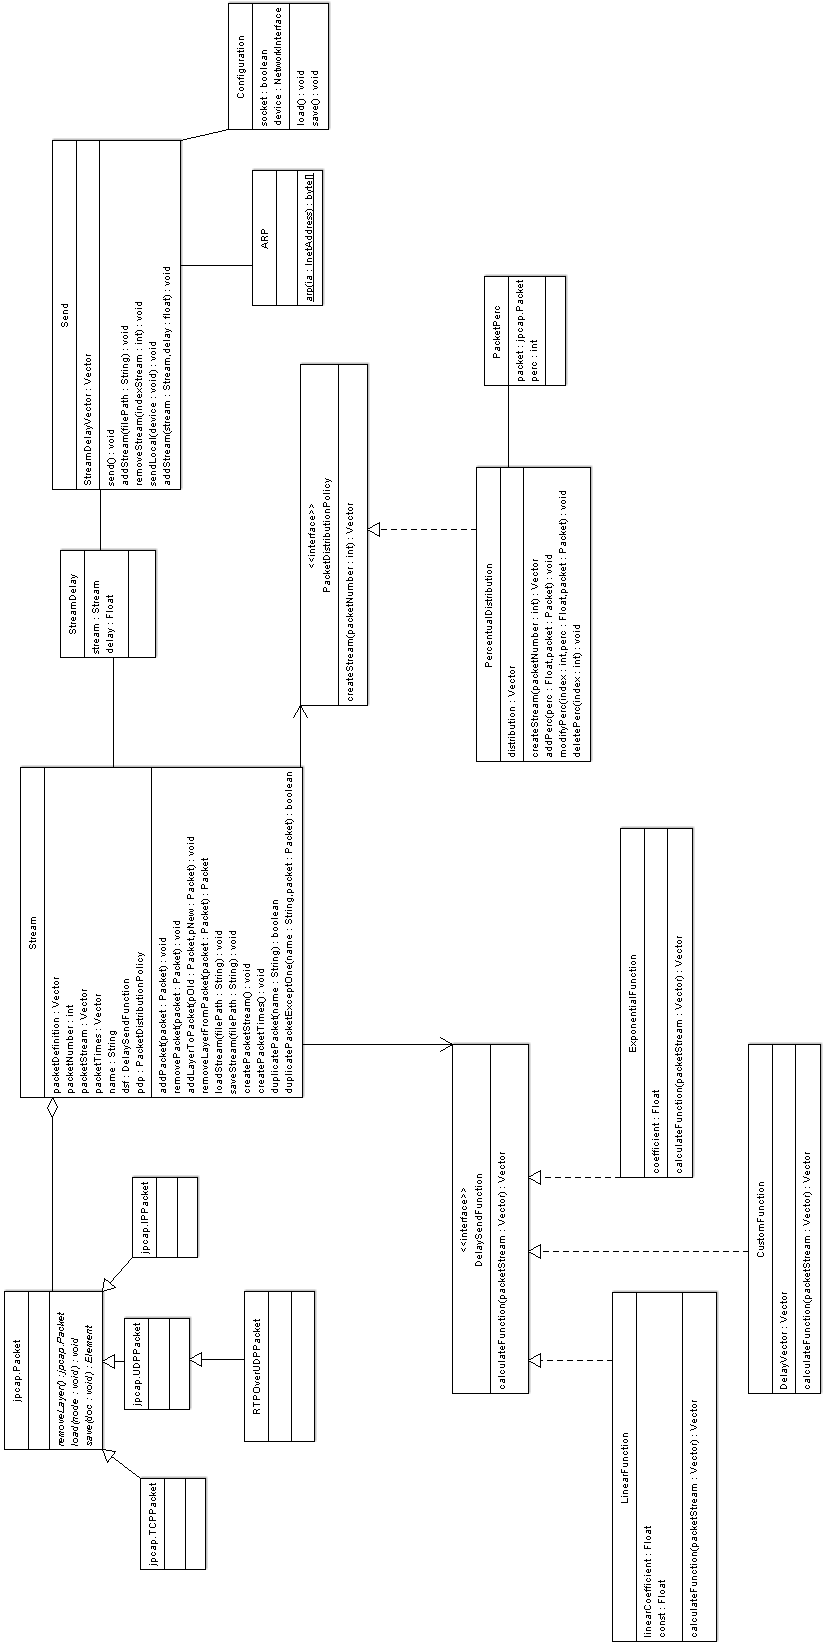 jpcap.Packet
removeLayer() : jpcap.Packet
load(node : void) : void
save(doc : void) : Element
jpcap.TCPPacket
jpcap.UDPPacket
jpcap.IPPacket
RTPOverUDPPacket
Stream
packetDefinition : Vector
packetNumber : int
packetStream : Vector
packetTimes : Vector
name : String
dsf : DelaySendFunction
pdp : PacketDistributionPolicy
addPacket(packet : Packet) : void
removePacket(packet : Packet) : void
addLayerToPacket(pOld : Packet,pNew : Packet) : void
removeLayerFromPacket(packet : Packet) : Packet
loadStream(filePath : String) : void
saveStream(filePath : String) : void
createPacketStream() : void
createPacketTimes() : void
duplicatePacket(name : String) : boolean
duplicatePacketExceptOne(name : String,packet : Packet) : boolean
StreamDelay
stream : Stream
delay : Float
Send
StreamDelayVector : Vector
send() : void
addStream(filePath : String) : void
removeStream(indexStream : int) : void
sendLocal(device : void) : void
addStream(stream : Stream,delay : float) : void
Configuration
socket : boolean
device : NetworkInterface
load() : void
save() : void
ARP
arp(ia : InetAddress) : byte[]
<<interface>>
PacketDistributionPolicy
createStream(packetNumber : int) : Vector
PercentualDistribution
distribution : Vector
createStream(packetNumber : int) : Vector
addPerc(perc : Float,packet : Packet) : void
modifyPerc(index : int,perc : Float,packet : Packet) : void
deletePerc(index : int) : void
PacketPerc
packet : jpcap.Packet
perc : int
<<interface>>
DelaySendFunction
calculateFunction(packetStream : Vector) : Vector
LinearFunction
linearCoefficient : Float
const : Float
calculateFunction(packetStream : Vector) : Vector
CustomFunction
DelayVector : Vector
calculateFunction(packetStream : Vector) : Vector
ExponentialFunction
coefficient : Float
calculateFunction(packetStream : Vector) : Vector